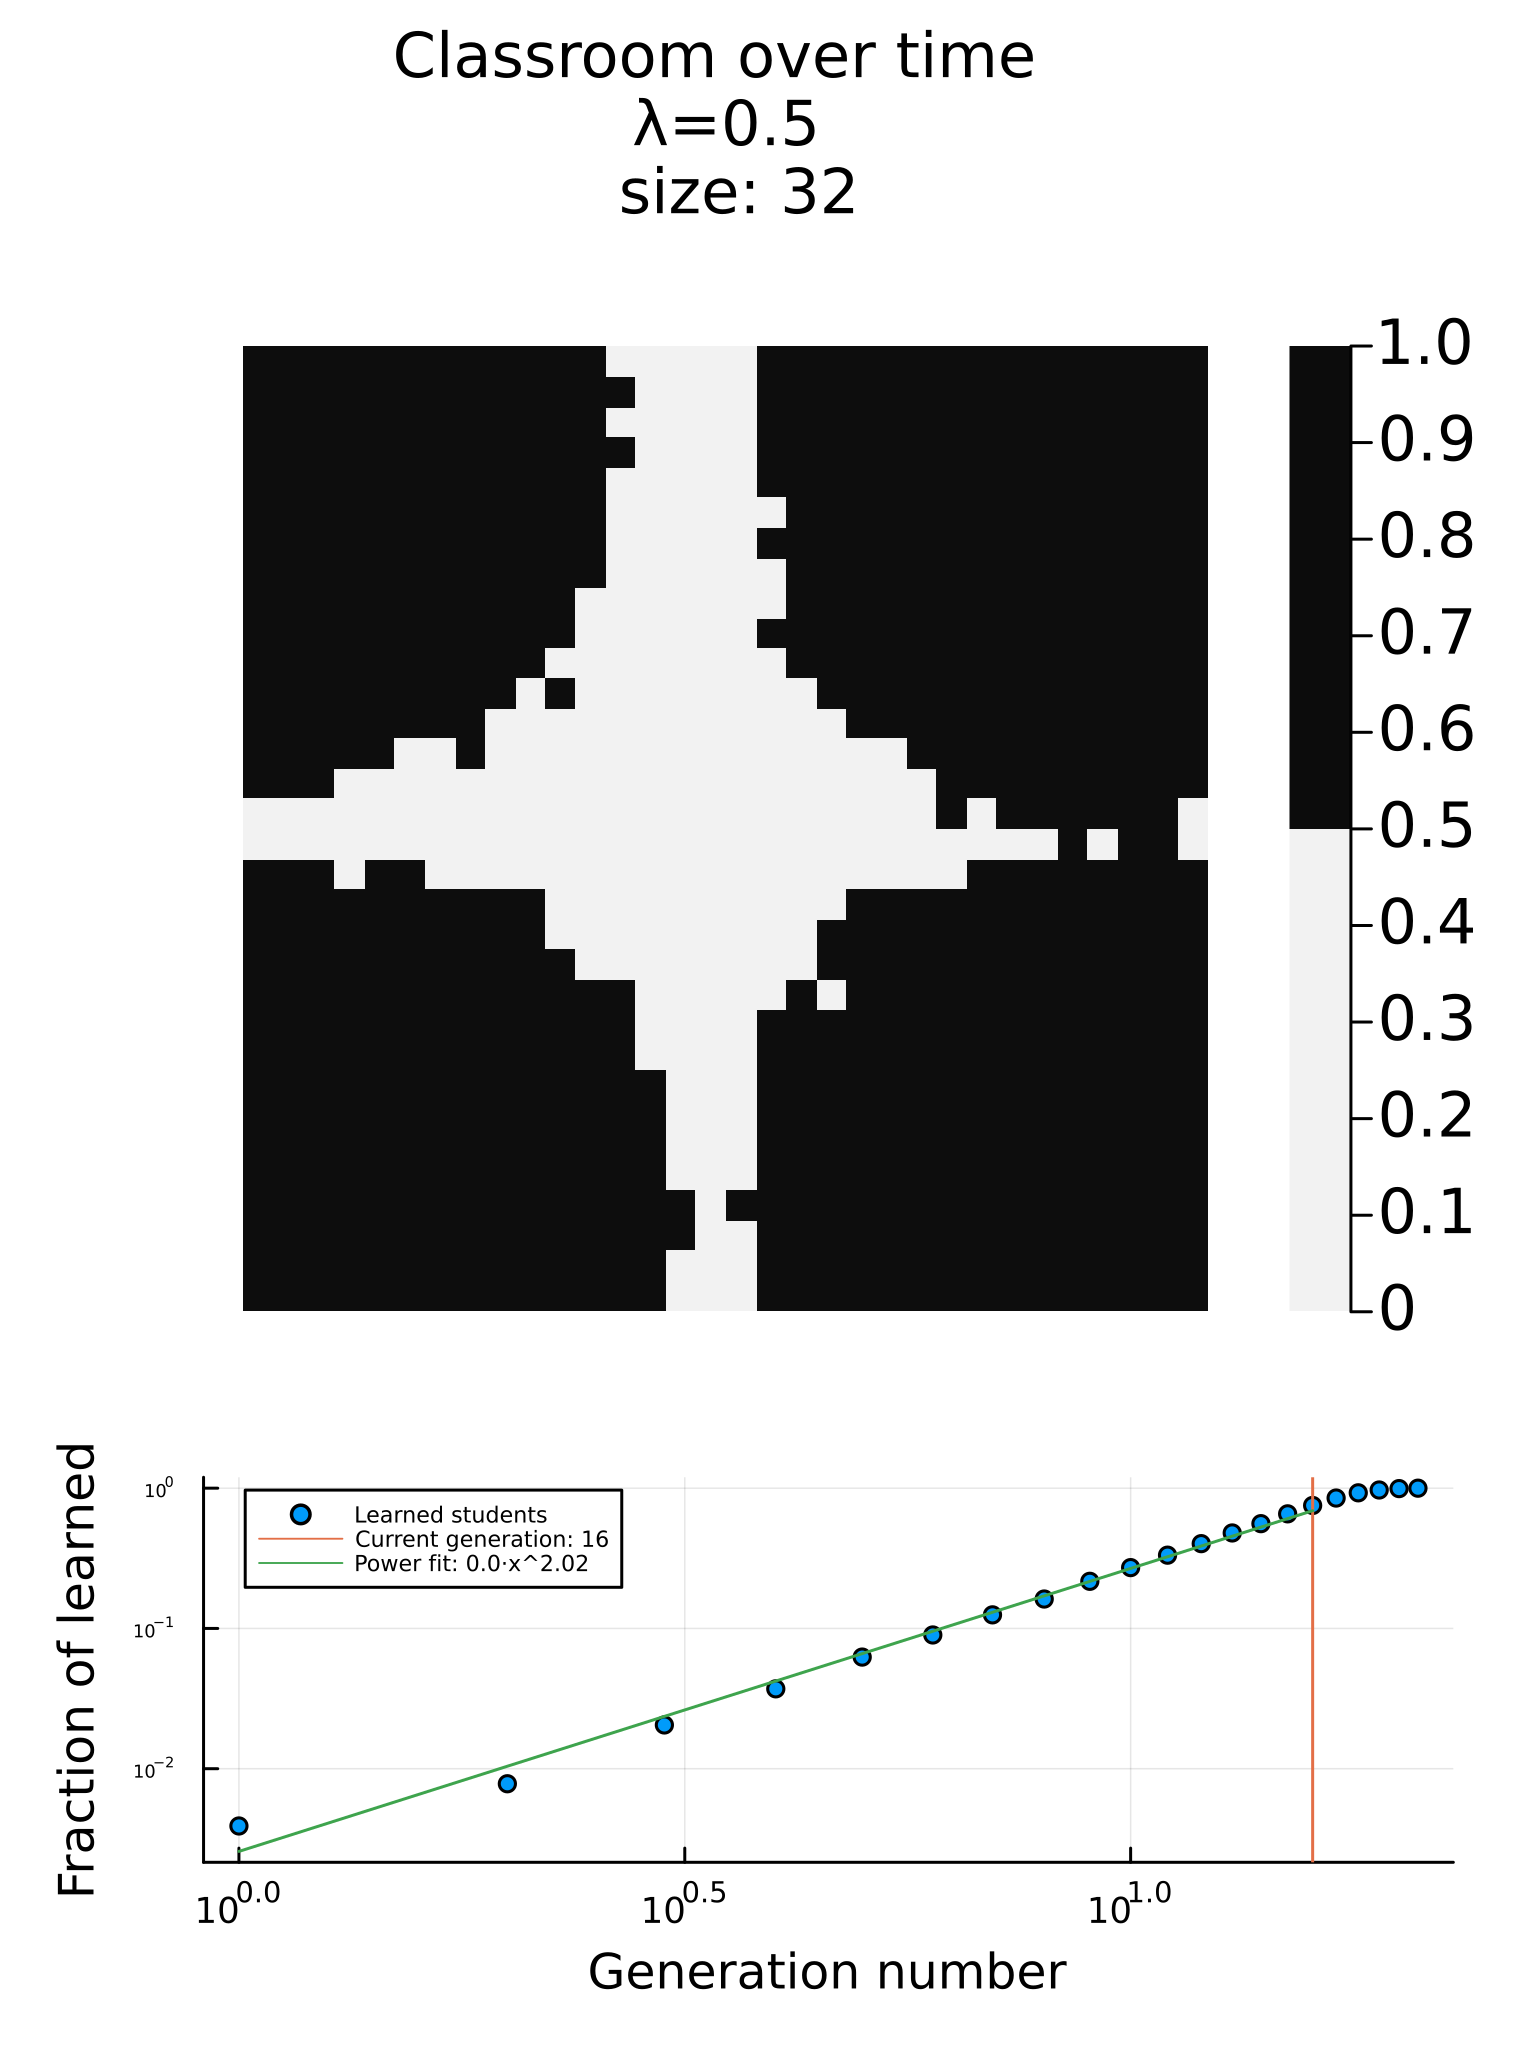 Classroom over time
λ=0.5
size: 32
1.0
0.9
0.8
0.7
0.6
0.5
0.4
0.3
0.2
0.1
0
Fraction of learned
10^0
10^−1
10^−2
Learned students
Current generation: 16
Power fit: 0.0·x^2.02
10^0.0 10^0.5 10^1.0
Generation number